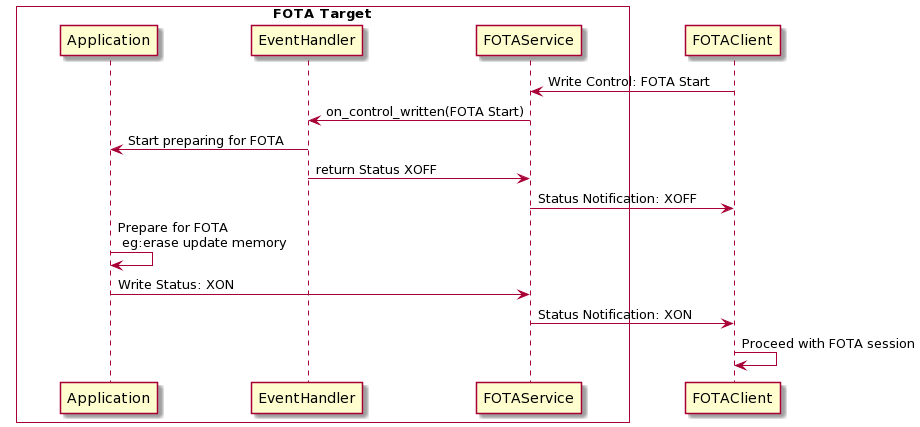 FOTA Target
Application
EventHandler
FOTAService
FOTAClient
Write Control: FOTA Start
on_control_written(FOTA Start)
Start preparing for FOTA
return Status XOFF
Status Notification: XOFF
Prepare for FOTA
eg:erase update memory
Write Status: XON
Status Notification: XON
Proceed with FOTA session
Application
EventHandler
FOTAService
FOTAClient